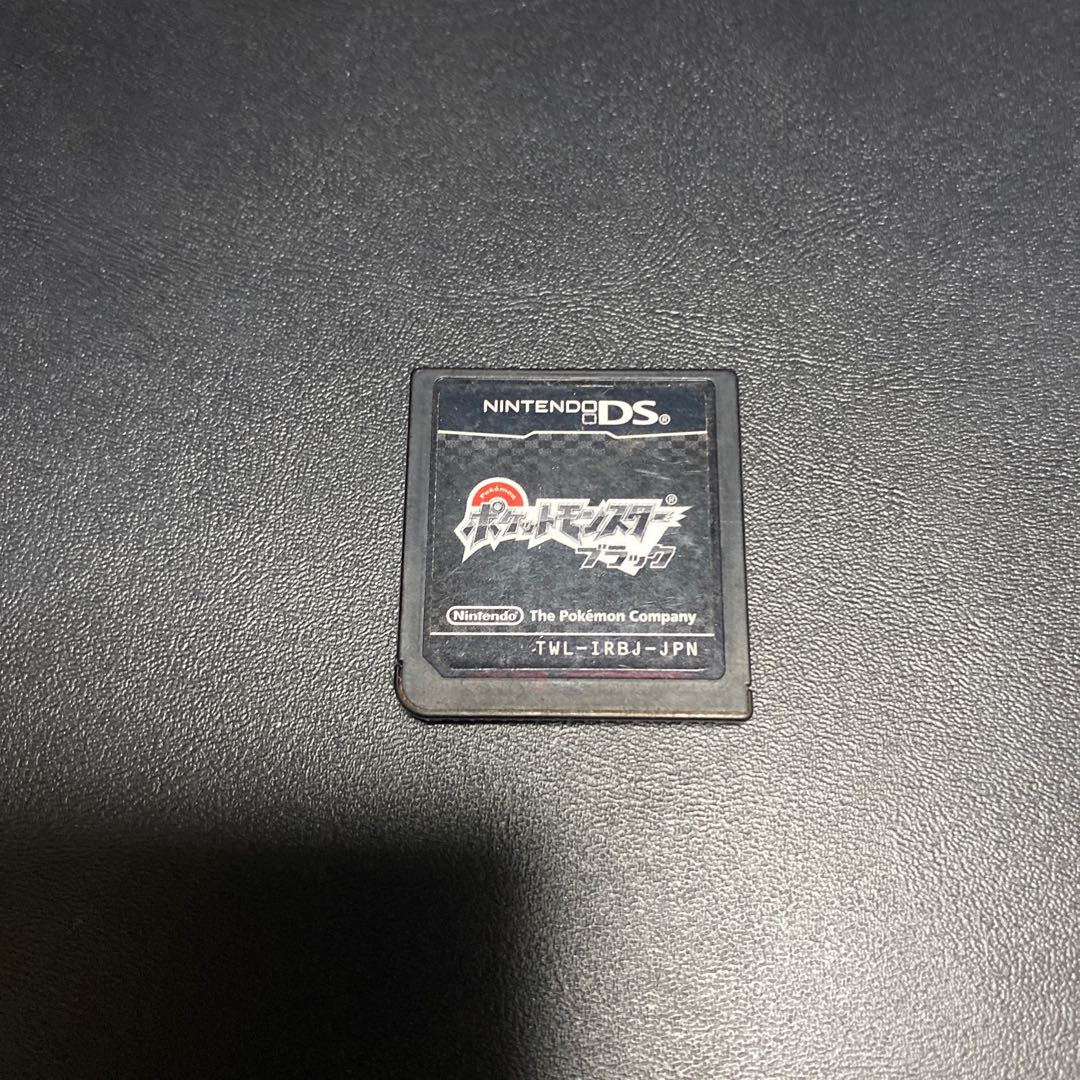 NINTENDO DS®
Pokémon
ポケットモンスター®
ブラック
Nintendo® The Pokémon Company
TWL-IRBJ-JPN